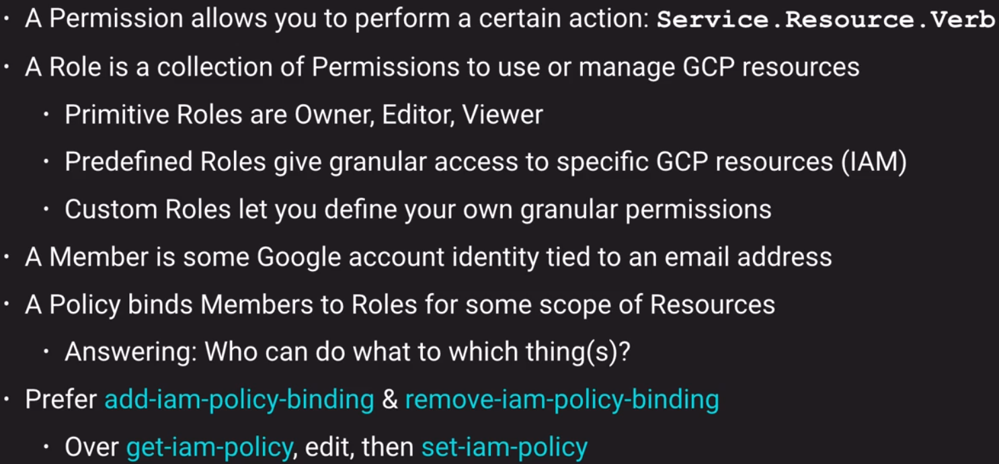 · A Permission allows you to perform a certain action: Service.Resource.Verb
· A Role is a collection of Permissions to use or manage GCP resources
· Primitive Roles are Owner, Editor, Viewer
· Predefined Roles give granular access to specific GCP resources (IAM)
· Custom Roles let you define your own granular permissions
· A Member is some Google account identity tied to an email address
· A Policy binds Members to Roles for some scope of Resources
· Answering: Who can do what to which thing(s)?
· Prefer add-iam-policy-binding & remove-iam-policy-binding
· Over get-iam-policy, edit, then set-iam-policy